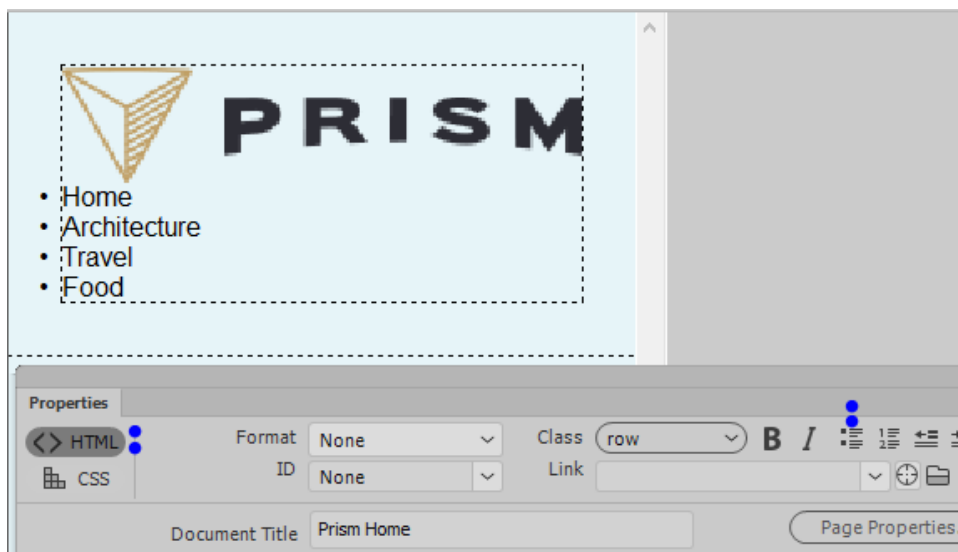 PRISM
• Home
• Architecture
• Travel
• Food
Properties
<> HTML
Format None
Class row
B I
CSS
ID None
Link
Document Title Prism Home
Page Properties.